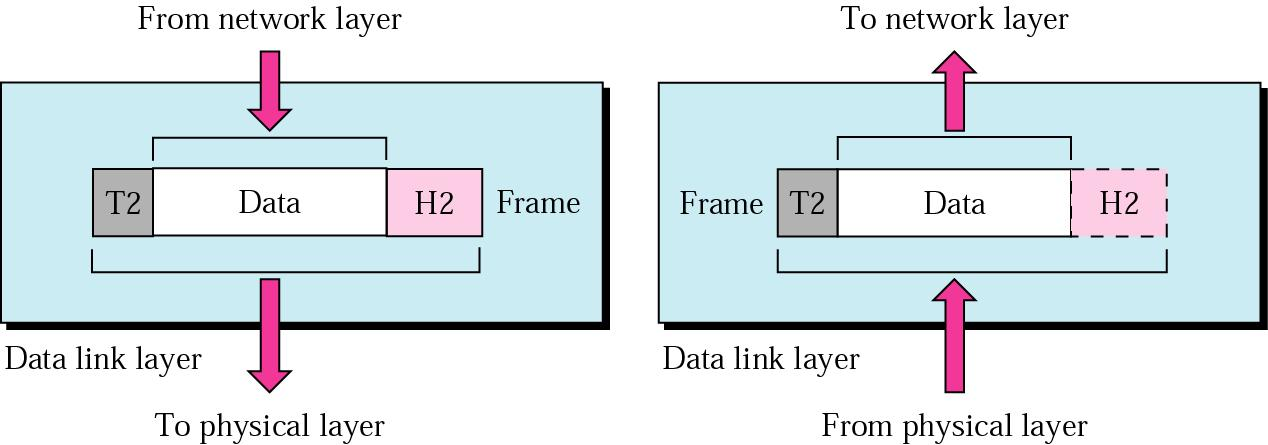 From network layer
T2
Data
H2
Frame
Data link layer
To physical layer
To network layer
Frame
T2
Data
H2
Data link layer
From physical layer